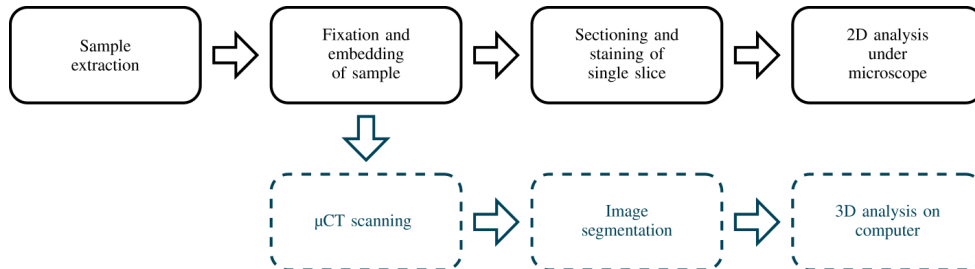 Sample
extraction
Fixation and
embedding
of sample
Sectioning and
staining of
single slice
2D analysis
under
microscope
µCT scanning
Image
segmentation
3D analysis on
computer